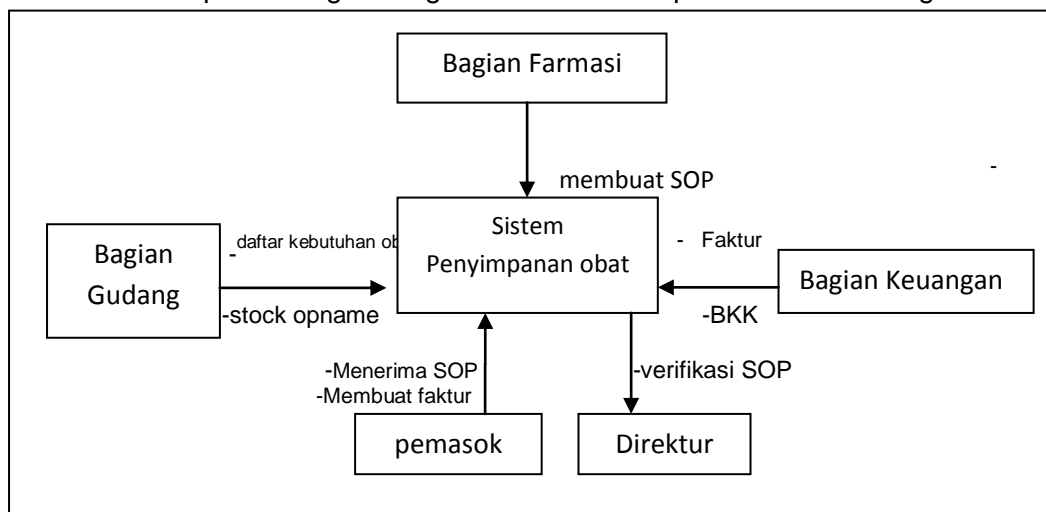 Bagian Farmasi
membuat SOP
-
Bagian
Gudang
- daftar kebutuhan
-stock opname
Sistem
Penyimpanan obat
- Faktur
-BKK
Bagian Keuangan
-Menerima SOP
-Membuat faktur
-verifikasi SOP
pemasok
Direktur